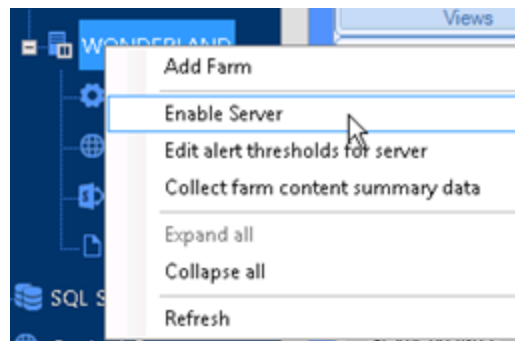 Views
WONDERLAND
Add Farm
Enable Server
Edit alert thresholds for server
Collect farm content summary data
Expand all
Collapse all
SQL S
Refresh